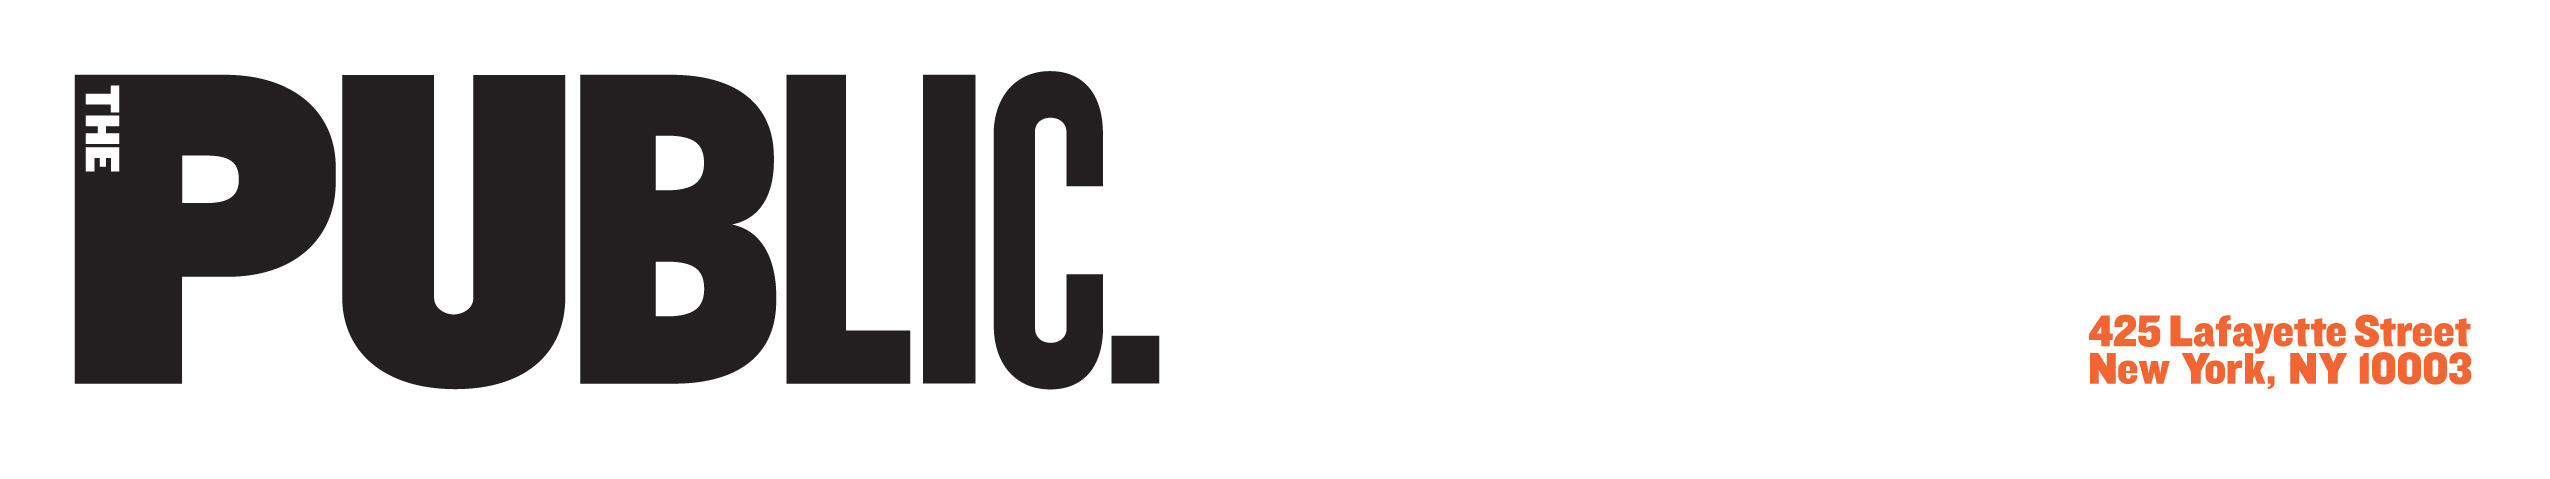 THE
PUBLIC.
425 Lafayette Street
New York, NY 10003